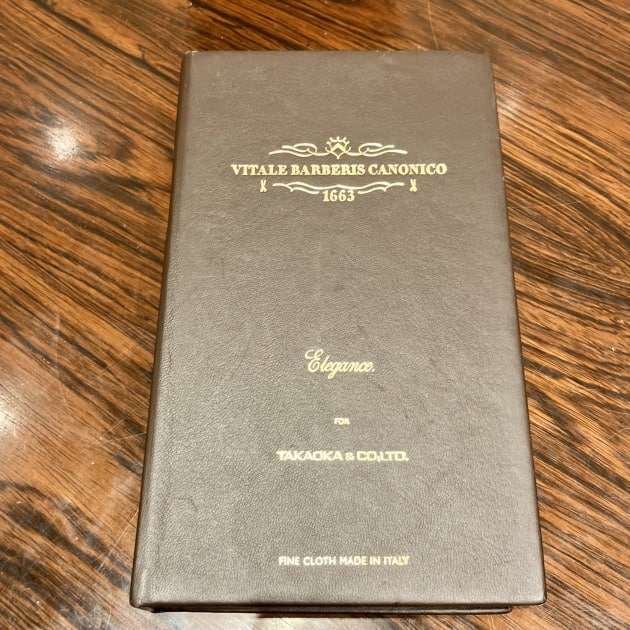 VITALE BARBERIS CANONICO
1663
Elegance.
FOR
TAKAOKA & CO.,LTD.
FINE CLOTH MADE IN ITALY